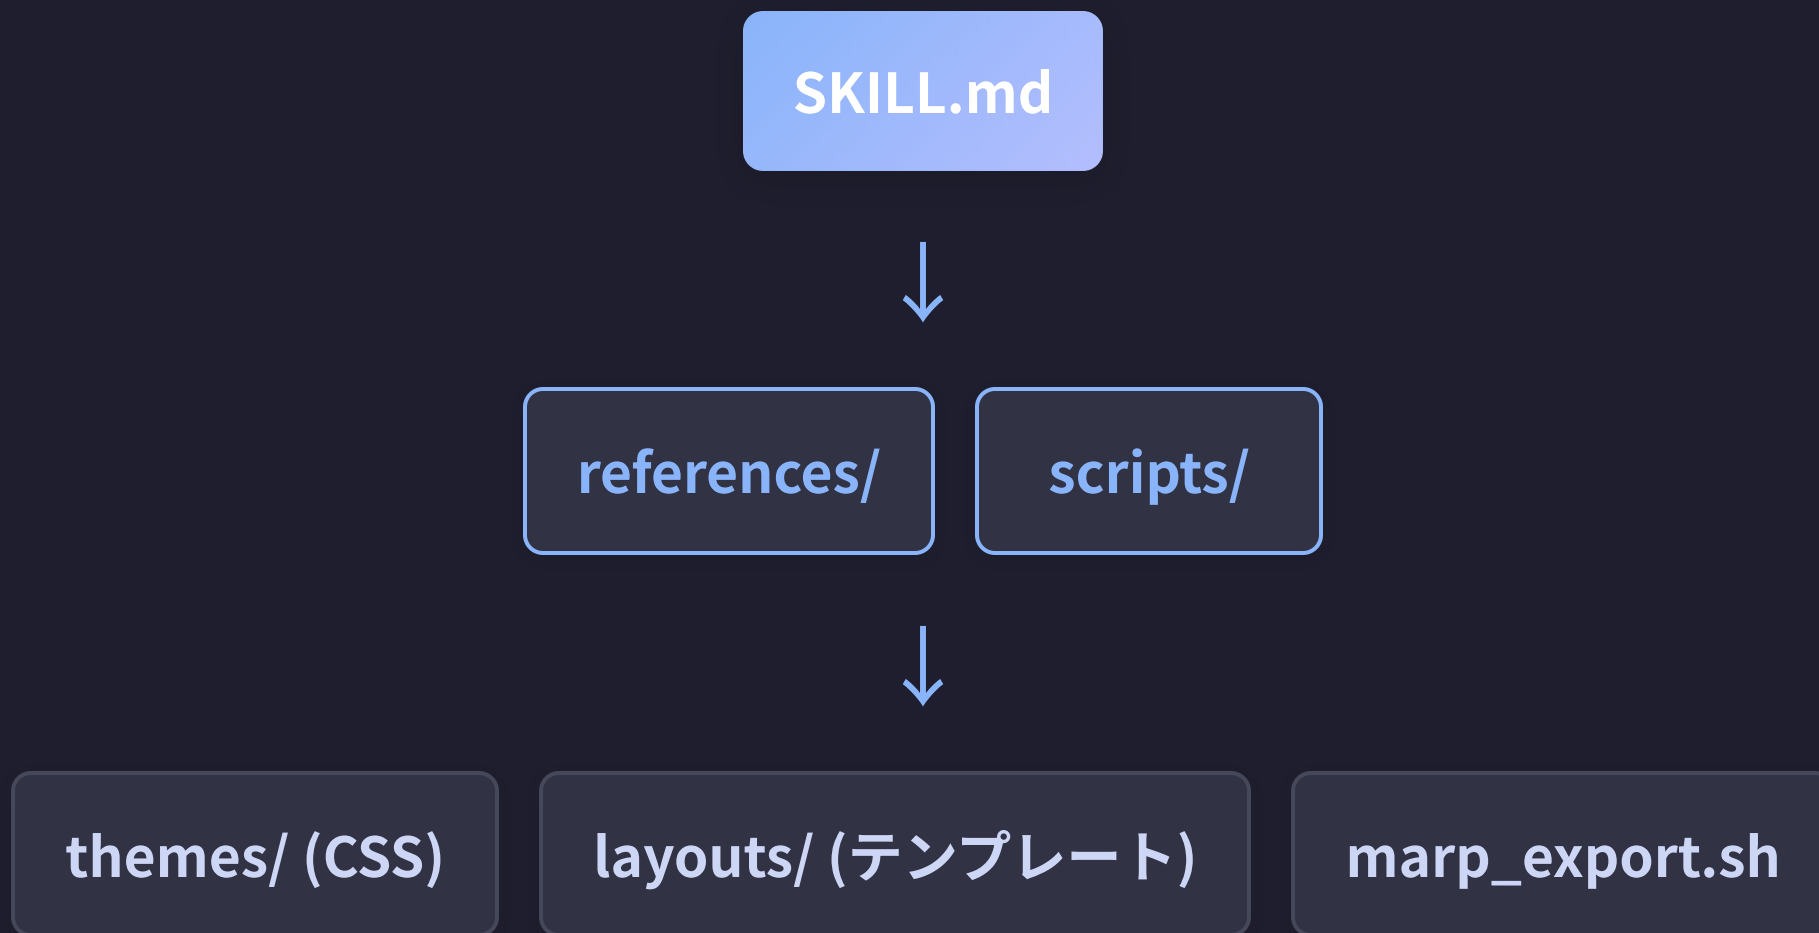 SKILL.md
↓
references/ scripts/
↓
themes/ (CSS) layouts/ (テンプレート) marp_export.sh